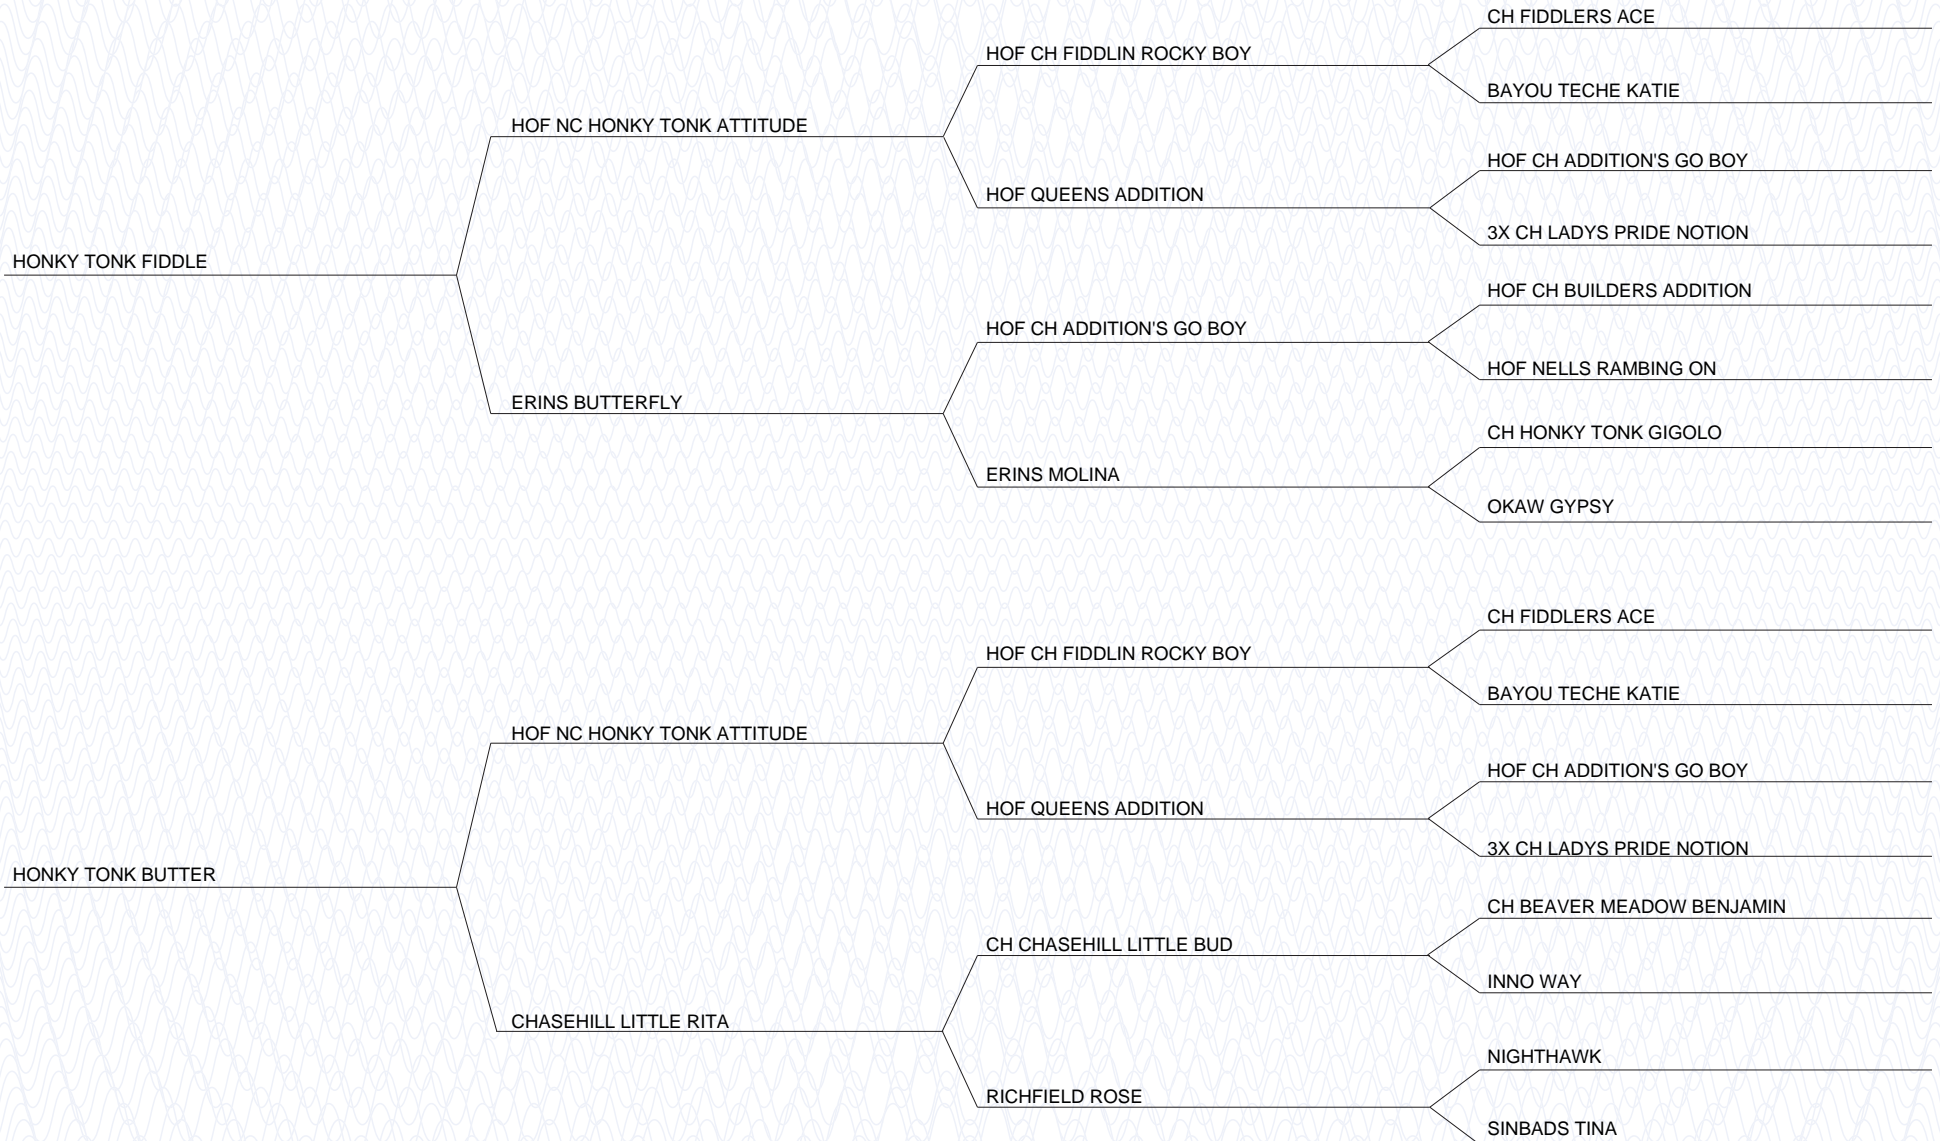 CH FIDDLERS ACE
HOF CH FIDDLIN ROCKY BOY
BAYOU TECHE KATIE
HOF NC HONKY TONK ATTITUDE
HOF CH ADDITION'S GO BOY
HOF QUEENS ADDITION
3X CH LADYS PRIDE NOTION
HONKY TONK FIDDLE
HOF CH BUILDERS ADDITION
HOF CH ADDITION'S GO BOY
HOF NELLS RAMBING ON
ERINS BUTTERFLY
CH HONKY TONK GIGOLO
ERINS MOLINA
OKAW GYPSY
CH FIDDLERS ACE
HOF CH FIDDLIN ROCKY BOY
BAYOU TECHE KATIE
HOF NC HONKY TONK ATTITUDE
HOF CH ADDITION'S GO BOY
HOF QUEENS ADDITION
3X CH LADYS PRIDE NOTION
HONKY TONK BUTTER
CH BEAVER MEADOW BENJAMIN
CH CHASEHILL LITTLE BUD
INNO WAY
CHASEHILL LITTLE RITA
NIGHTHAWK
RICHFIELD ROSE
SINBADS TINA